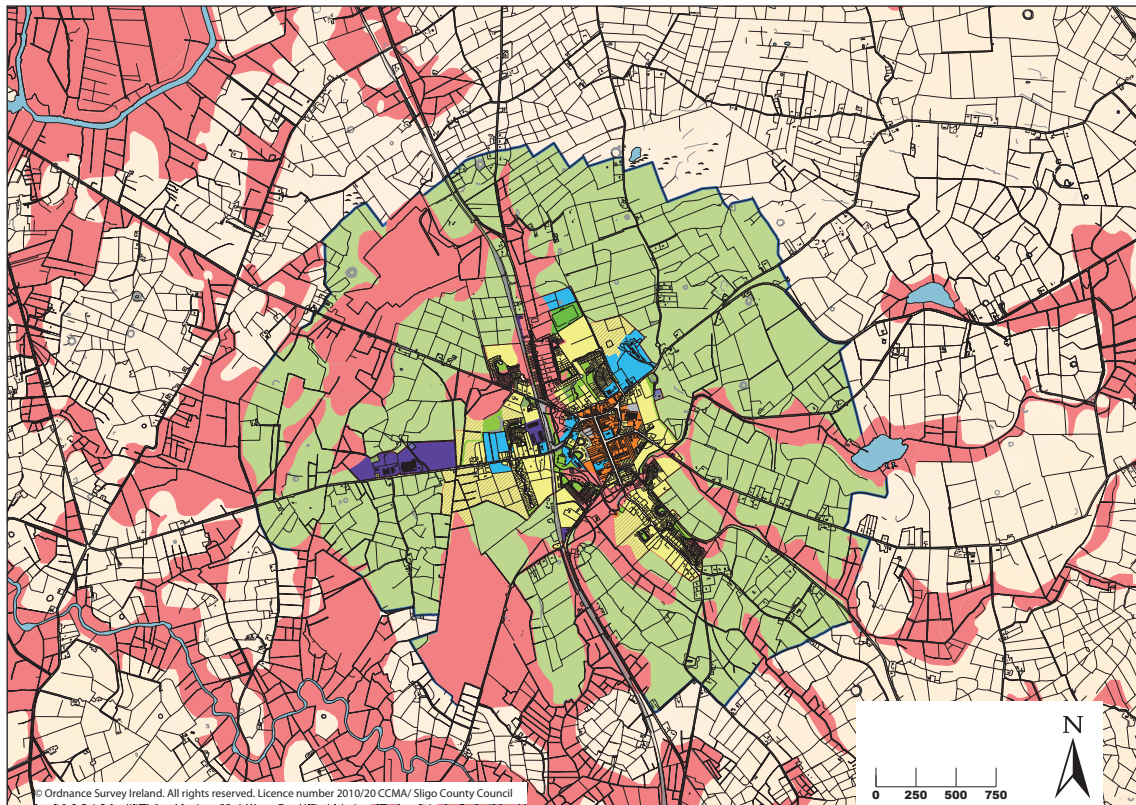 N
0 250 500 750
© Ordnance Survey Ireland. All rights reserved. Licence number 2010/20 CCMA/ Sligo County Council